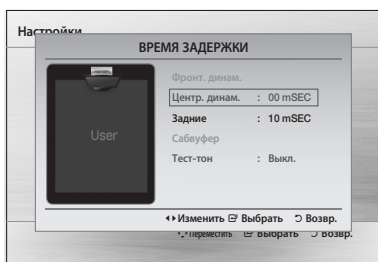 Настройки
ВРЕМЯ ЗАДЕРЖКИ
Фронт. динам.
Центр. динам. : 00 mSEC
Задние : 10 mSEC
Сабвуфер
Тест-тон : Выкл.
User
Изменить Выбрать Возвр.
Переместить Выбрать Возвр.